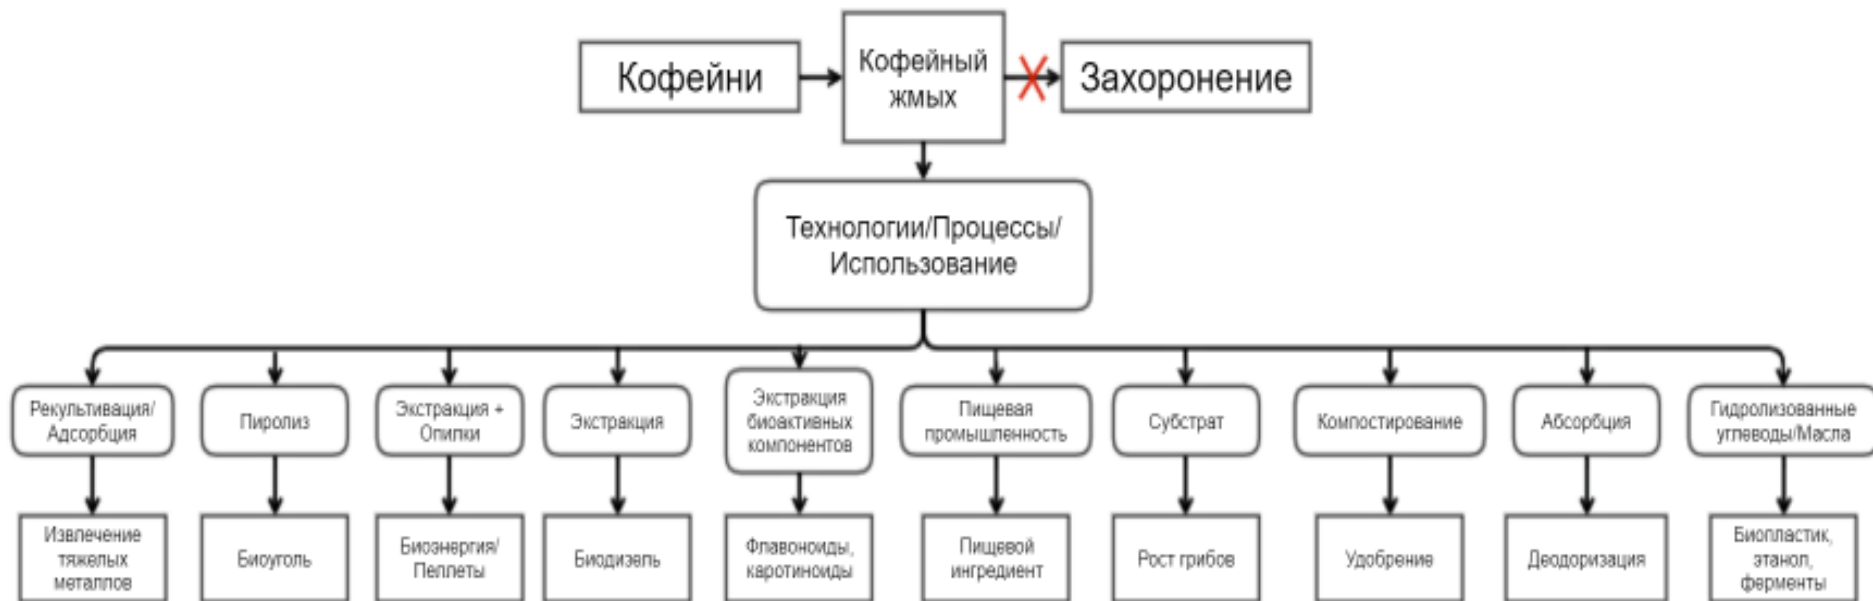 Кофейни
Кофейный
жмых
Захоронение
Технологии/Процессы/
Использование
Рекультивация/
Адсорбция
Пиролиз
Экстракция +
Опилки
Экстракция
Экстракция
биоактивных
компонентов
Пищевая
промышленность
Субстрат
Компостирование
Абсорбция
Гидролизованные
углеводы/Масла
Извлечение
тяжелых
металлов
Биоуголь
Биоэнергия/
Пеллеты
Биодизель
Флавоноиды,
каротиноиды
Пищевой
ингредиент
Рост грибов
Удобрение
Деодоризация
Биопластик,
этанол,
ферменты